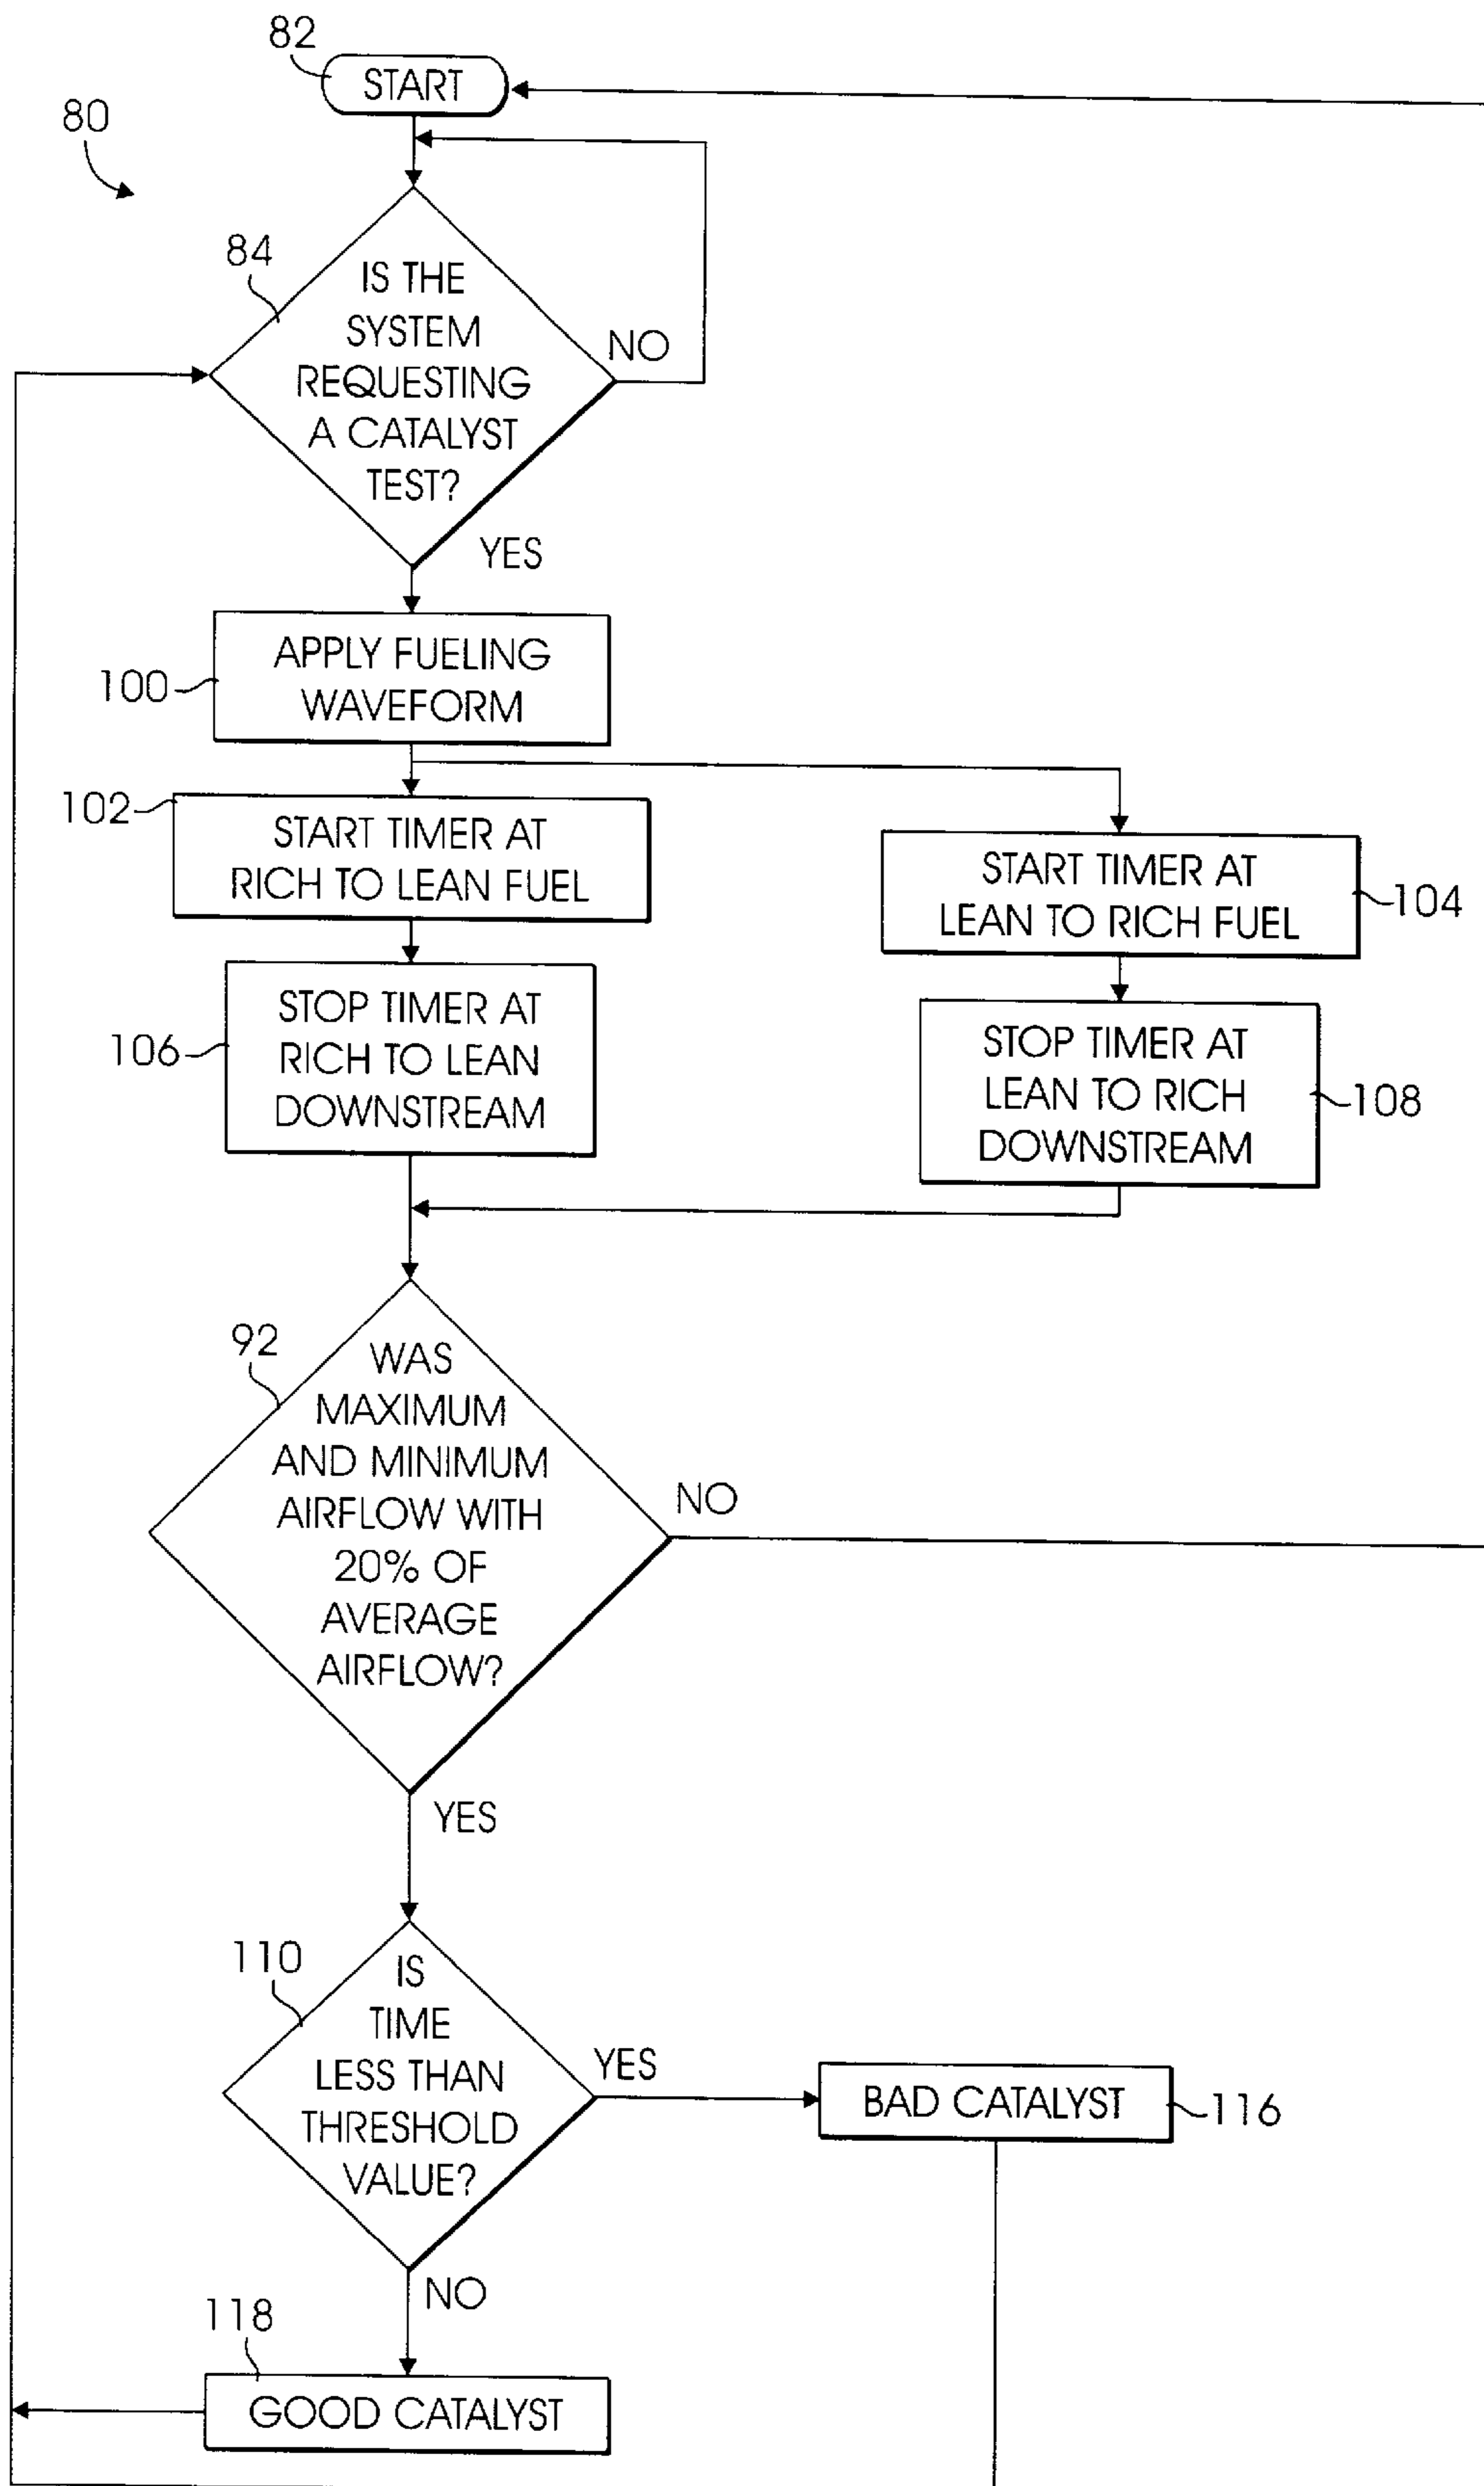 82
START
80
84
IS THE
SYSTEM
REQUESTING
A CATALYST
TEST?
NO
YES
100
APPLY FUELING
WAVEFORM
102
START TIMER AT
RICH TO LEAN FUEL
START TIMER AT
LEAN TO RICH FUEL
104
106
STOP TIMER AT
RICH TO LEAN
DOWNSTREAM
STOP TIMER AT
LEAN TO RICH
DOWNSTREAM
108
92
WAS
MAXIMUM
AND MINIMUM
AIRFLOW WITH
20% OF
AVERAGE
AIRFLOW?
NO
YES
110
IS
TIME
LESS THAN
THRESHOLD
VALUE?
YES
BAD CATALYST
116
NO
118
GOOD CATALYST